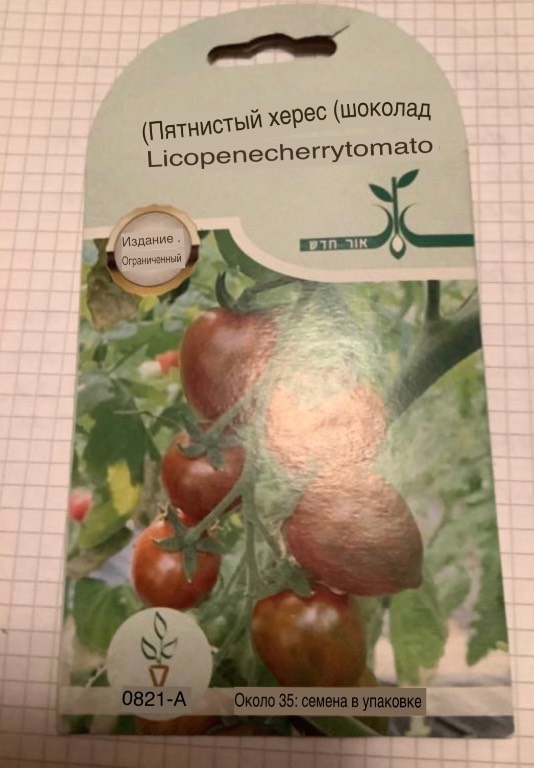 (Пятнистый херес (шоколад
Licopenecherrytomato
אור-חדש
Издание .
Ограниченный
0821-А
Около 35: семена в упаковке